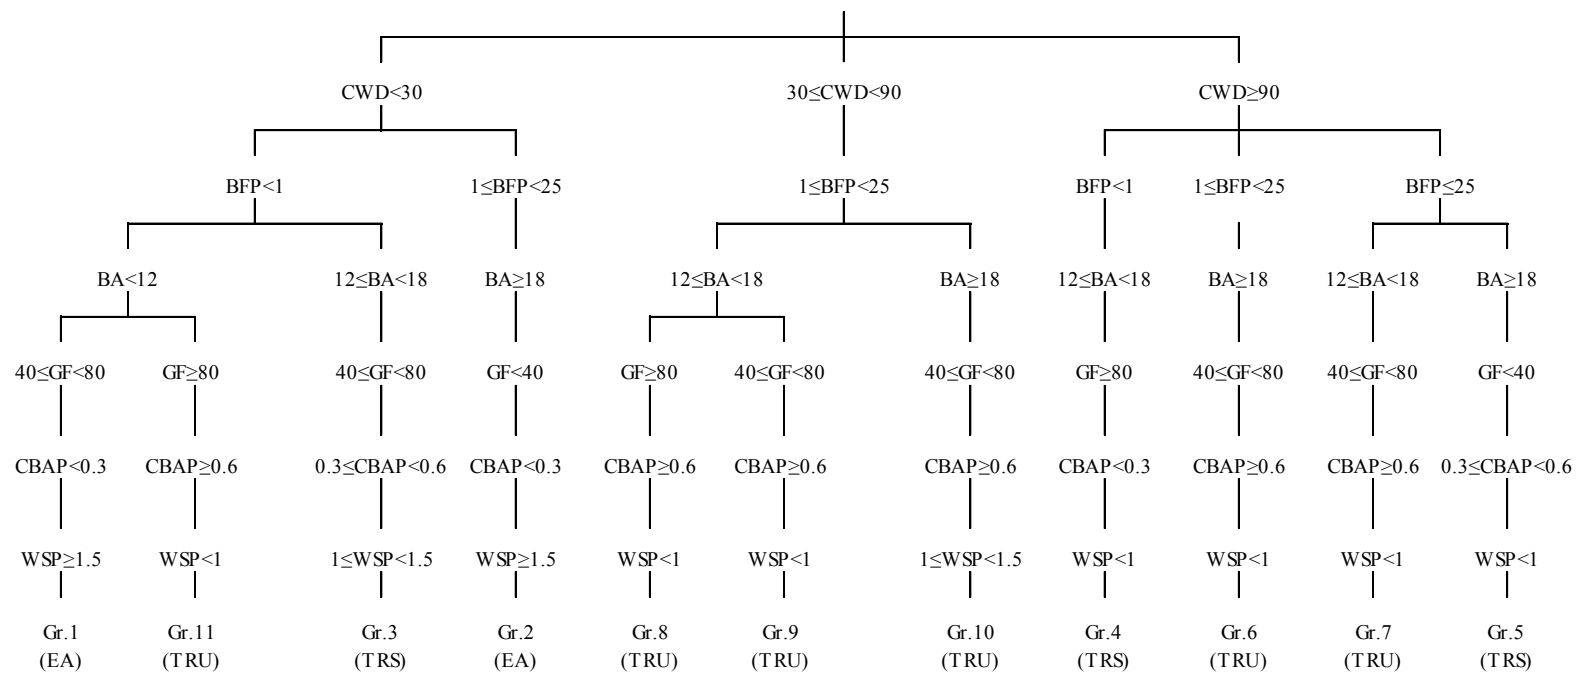 CWD<30 30≤CWD<90 CWD≥90
BFP<1 1≤BFP<25 1≤BFP<25 BFP<1 1≤BFP<25 BFP≤25
BA<12 12≤BA<18 BA≥18 12≤BA<18 BA≥18 12≤BA<18 BA≥18 12≤BA<18 BA≥18
40≤GF<80 GF≥80 40≤GF<80 GF<40 GF≥80 40≤GF<80 40≤GF<80 GF≥80 40≤GF<80 40≤GF<80 GF<40
CBAP<0.3 CBAP≥0.6 0.3≤CBAP<0.6 CBAP<0.3 CBAP≥0.6 CBAP≥0.6 CBAP≥0.6 CBAP<0.3 CBAP≥0.6 CBAP≥0.6 0.3≤CBAP<0.6
WSP≥1.5 WSP<1 1≤WSP<1.5 WSP≥1.5 WSP<1 WSP<1 1≤WSP<1.5 WSP<1 WSP<1 WSP<1 WSP<1
Gr.1 Gr.11 Gr.3 Gr.2 Gr.8 Gr.9 Gr.10 Gr.4 Gr.6 Gr.7 Gr.5
(EA) (TRU) (TRS) (EA) (TRU) (TRU) (TRU) (TRS) (TRU) (TRU) (TRS)